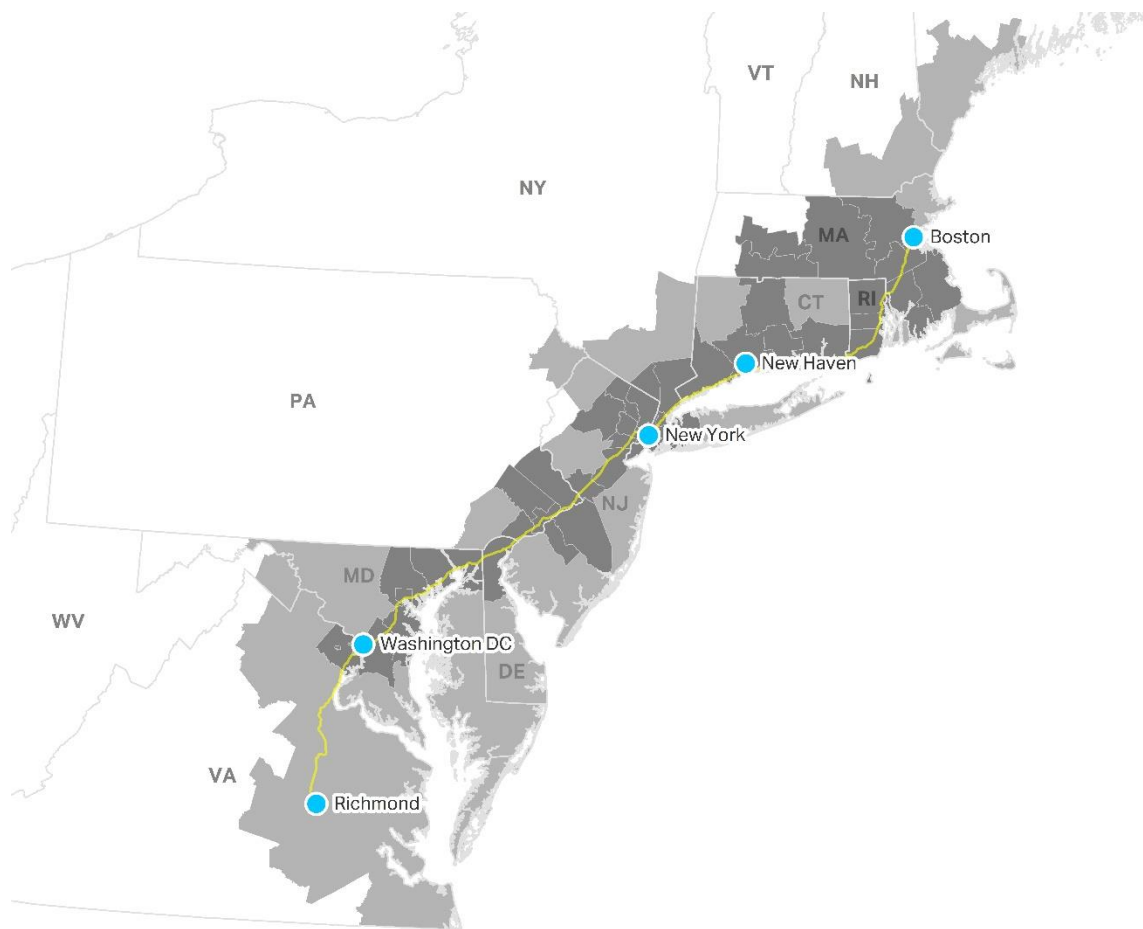 VT
NH
NY
MA
Boston
CT
RI
New Haven
PA
New York
NJ
MD
WV
Washington DC
DE
VA
Richmond